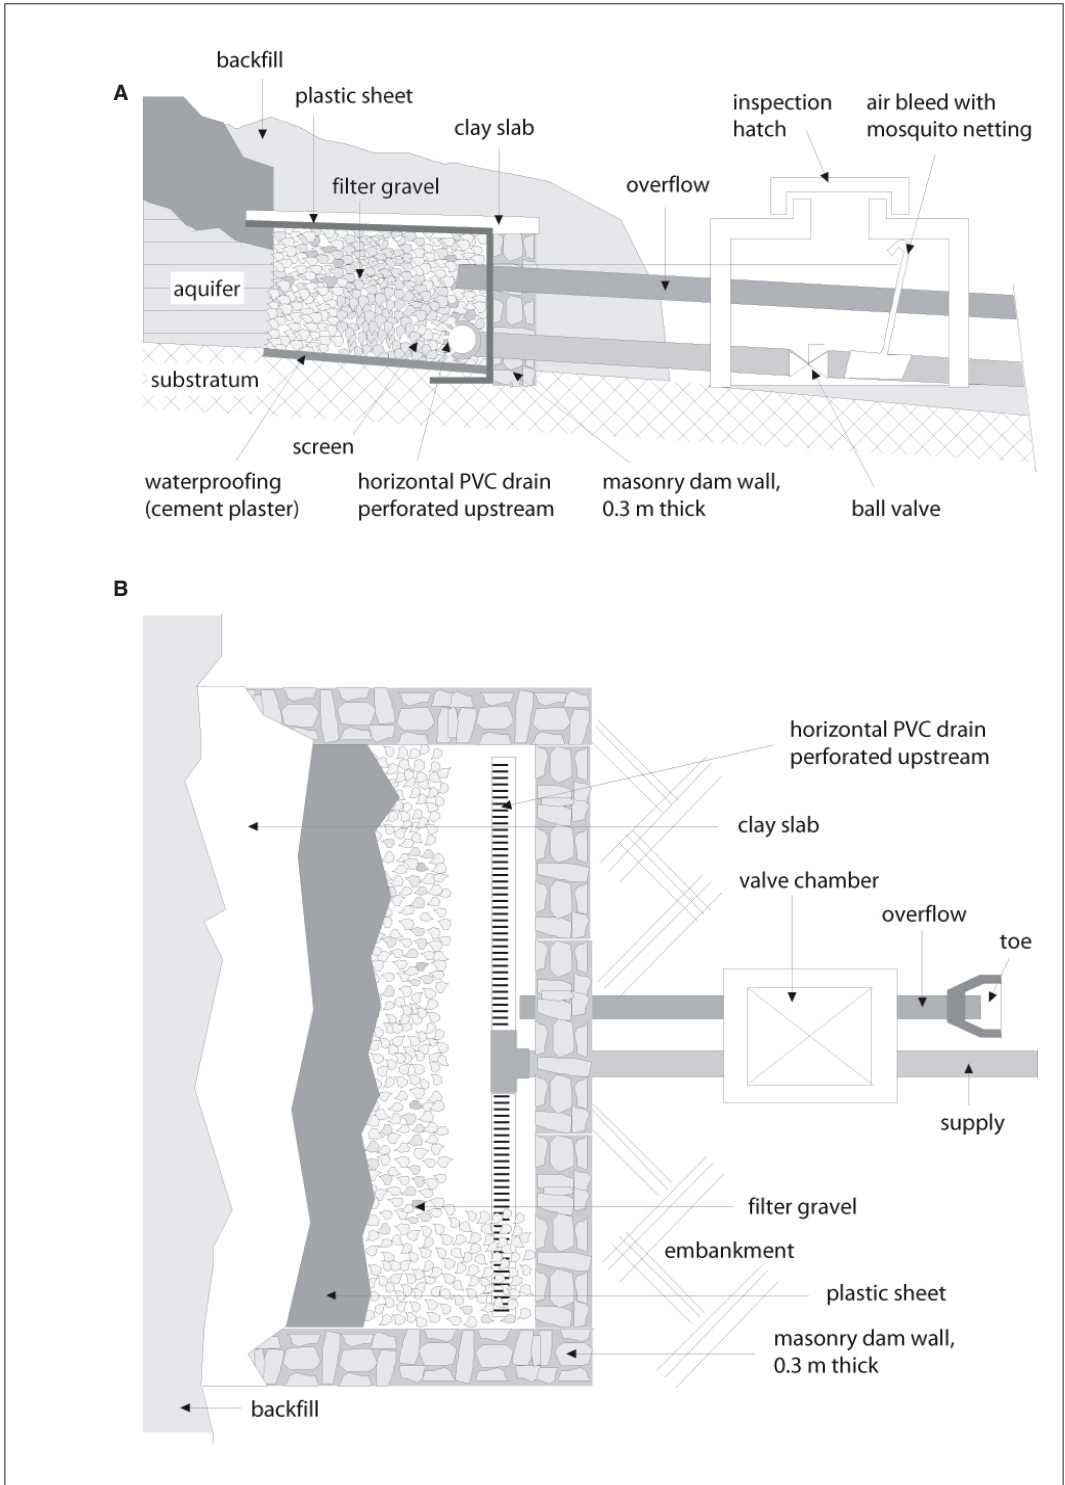 A
backfill
plastic sheet
clay slab
filter gravel
overflow
inspection
hatch
air bleed with
mosquito netting
aquifer
substratum
screen
waterproofing
(cement plaster)
horizontal PVC drain
perforated upstream
masonry dam wall,
0.3 m thick
ball valve
B
horizontal PVC drain
perforated upstream
clay slab
valve chamber
overflow
toe
supply
filter gravel
embankment
plastic sheet
masonry dam wall,
0.3 m thick
backfill